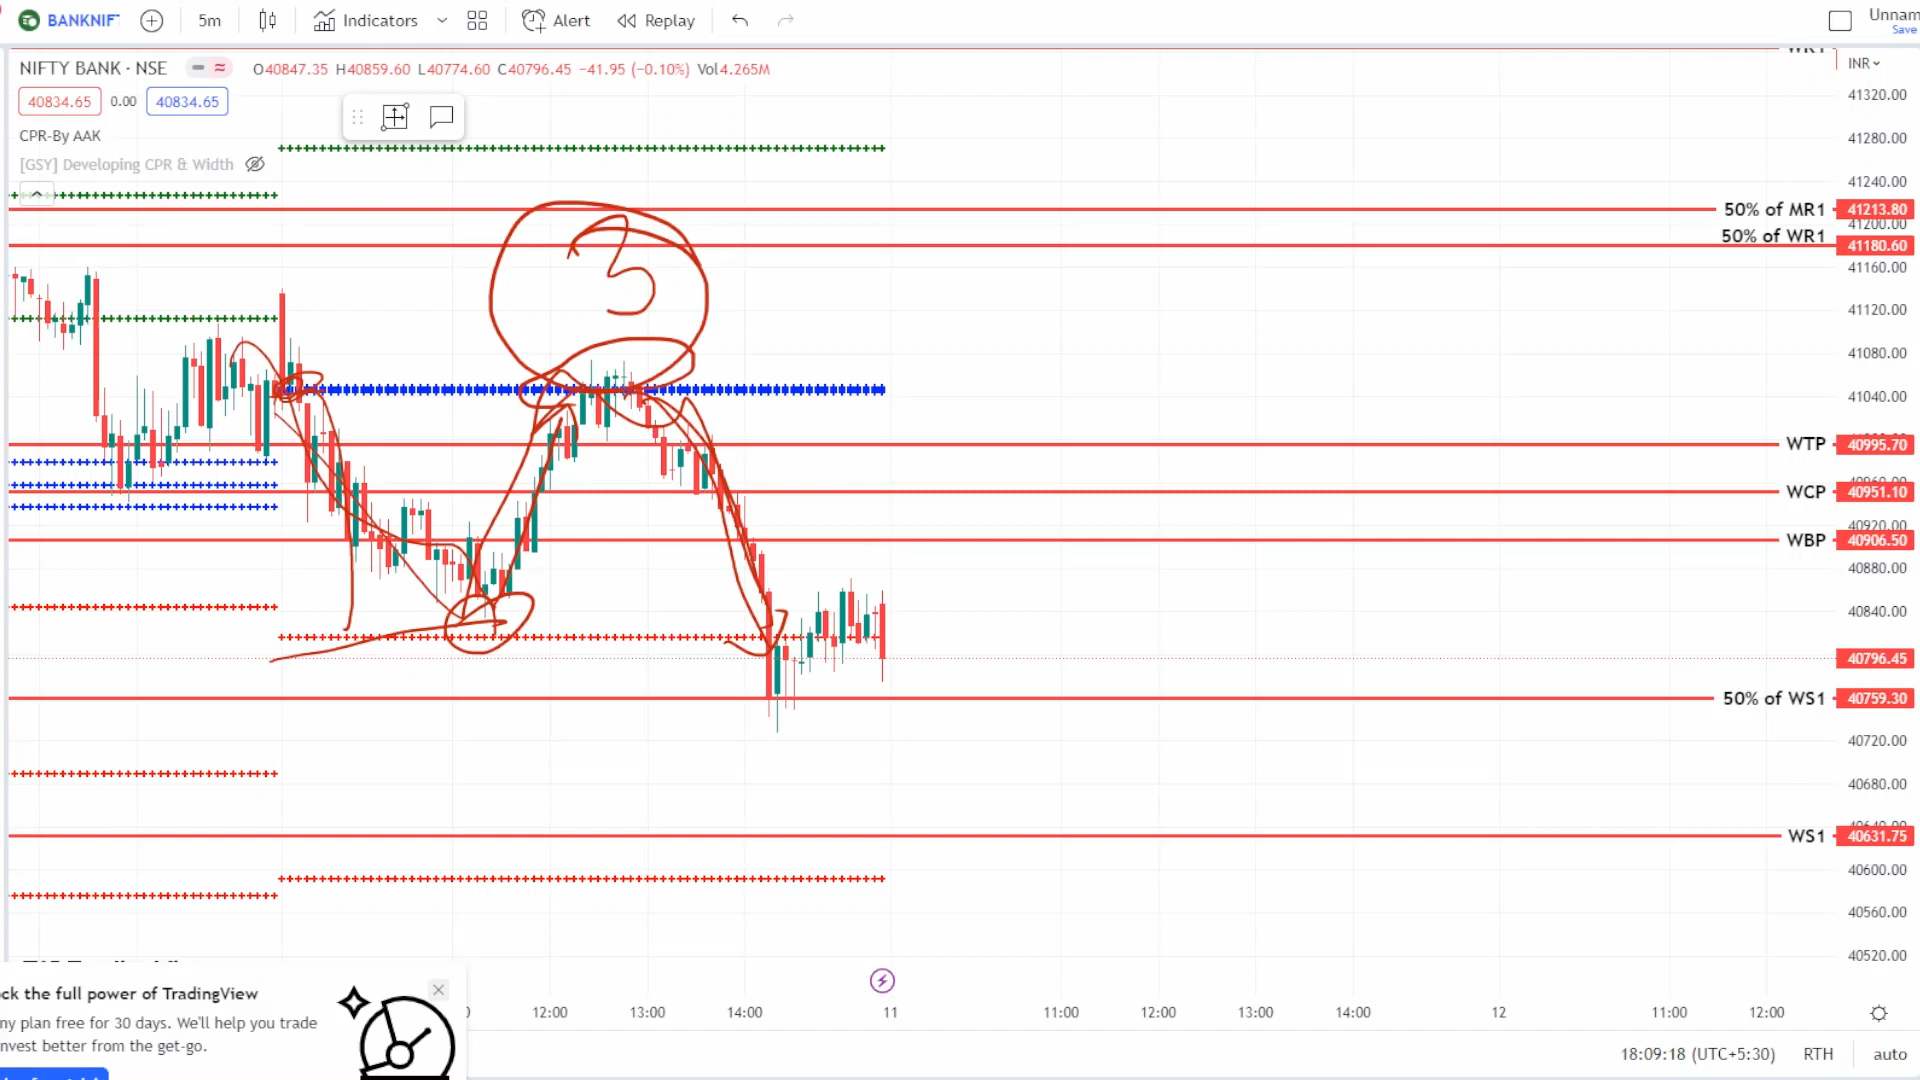 BANKNIF 5m Indicators Alert Replay Unnam
Save
NIFTY BANK · NSE O40847.35 H40859.60 L40774.60 C40796.45 −41.95 (−0.10%) Vol4.265M
INR
40834.65 0.00 40834.65
CPR-By AAK
[GSY] Developing CPR & Width
3
41320.00
41280.00
41240.00
50% of MR1 41213.80
41200.00
50% of WR1 41180.60
41160.00
41120.00
41080.00
41040.00
WTP 40995.70
WCP 40951.10
40920.00
WBP 40906.50
40880.00
40840.00
40796.45
50% of WS1 40759.30
40720.00
40680.00
WS1 40631.75
40600.00
40560.00
40520.00
ck the full power of TradingView
ny plan free for 30 days. We'll help you trade
nvest better from the get-go.
12:00 13:00 14:00 11 11:00 12:00 13:00 14:00 12 11:00 12:00
18:09:18 (UTC+5:30) RTH auto